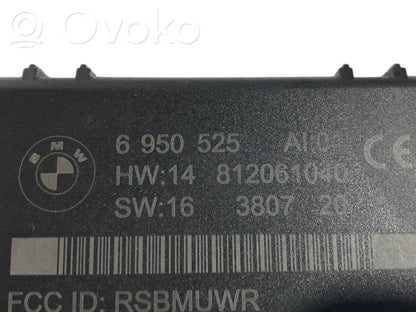 OVOKO
BMW
6 950 525 AI:
HW:14 812061040
SW:16 3807 20
FCC ID: RSBMUWR